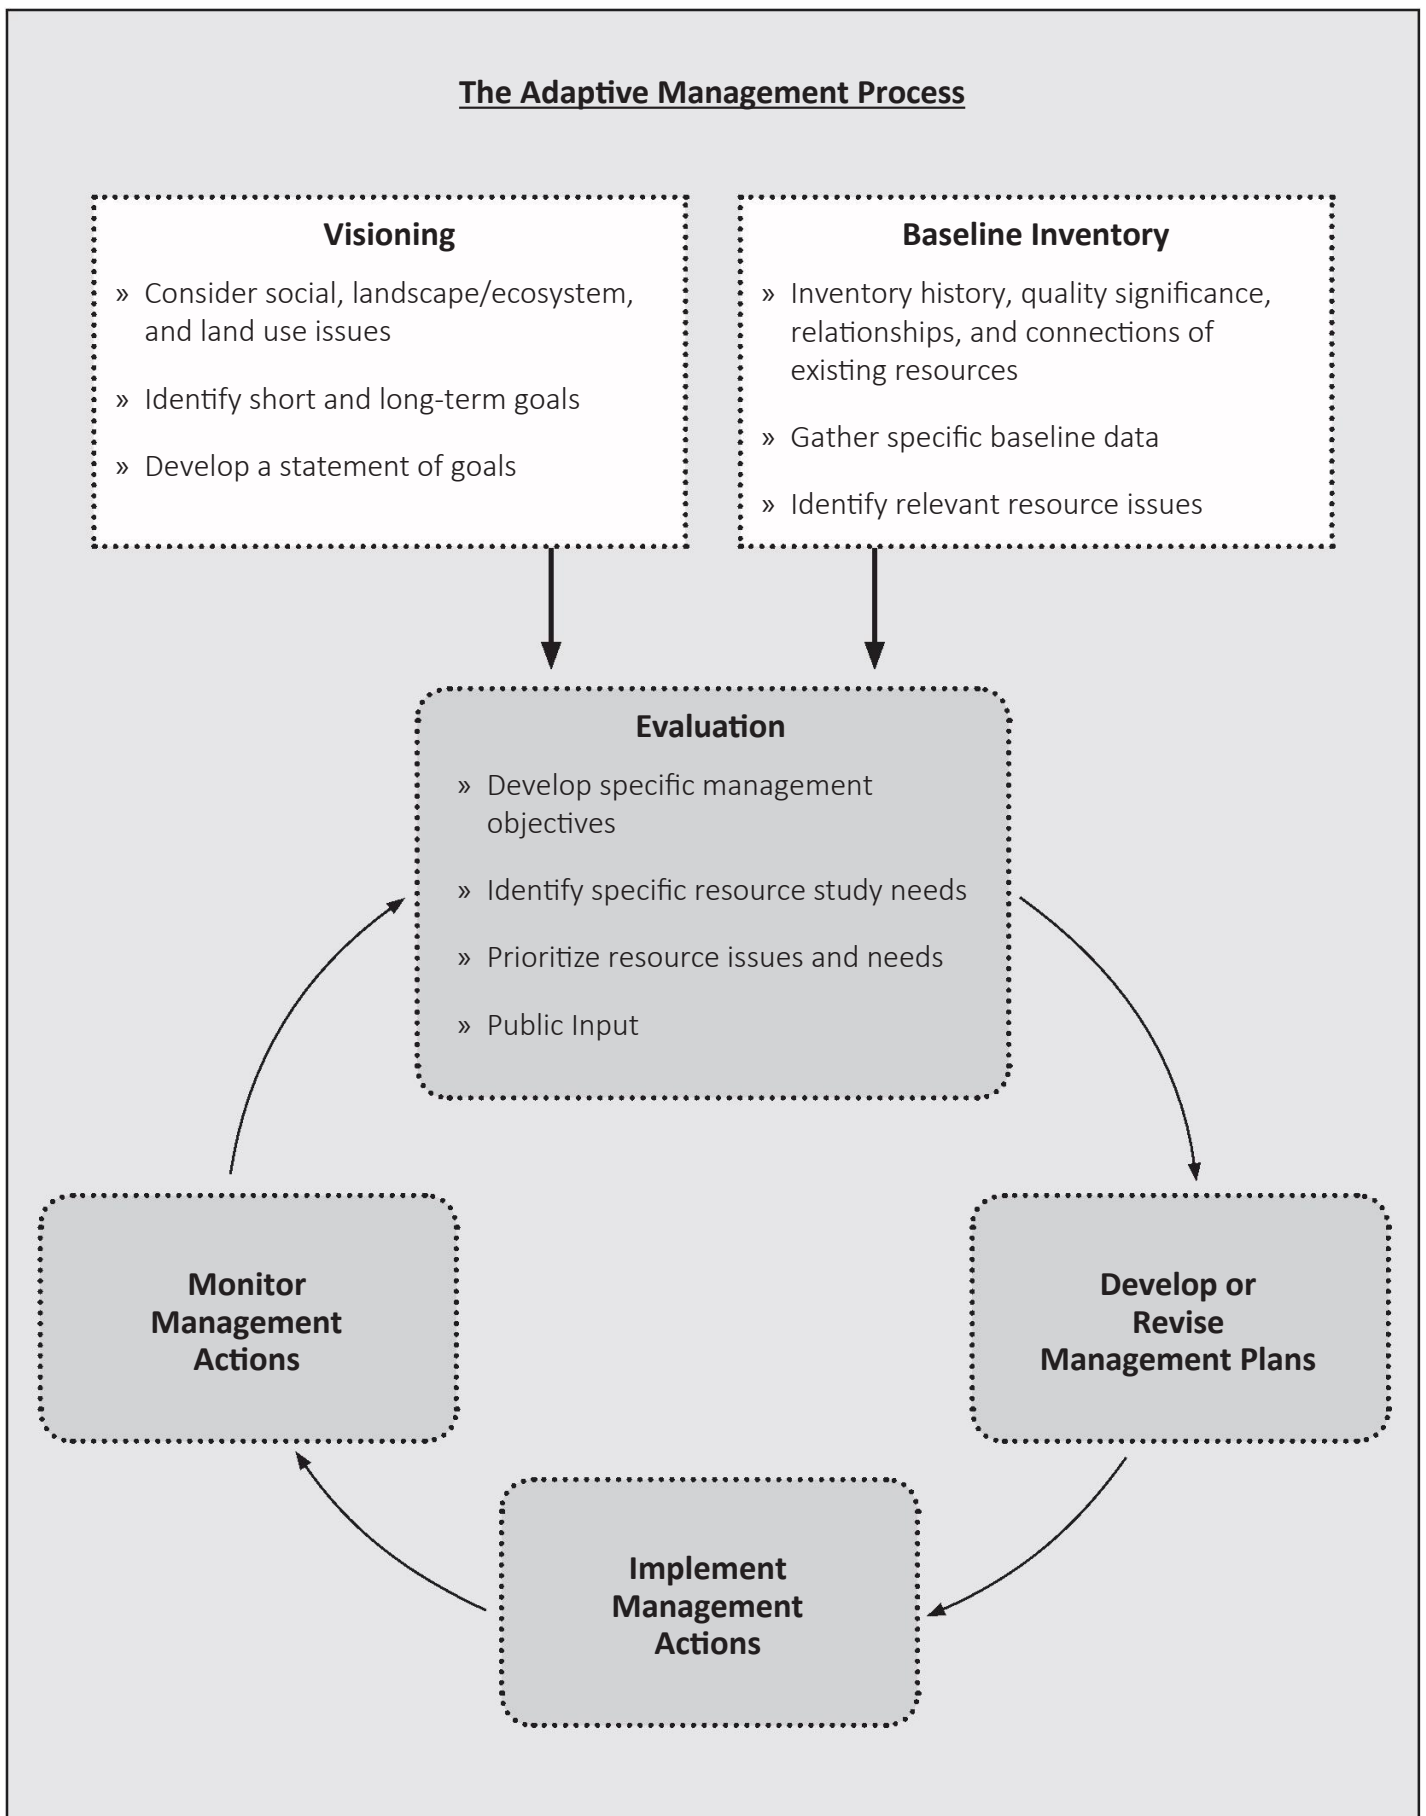 The Adaptive Management Process
Visioning
» Consider social, landscape/ecosystem,
and land use issues
» Identify short and long-term goals
» Develop a statement of goals
Baseline Inventory
» Inventory history, quality significance,
relationships, and connections of
existing resources
» Gather specific baseline data
» Identify relevant resource issues
Evaluation
» Develop specific management
objectives
» Identify specific resource study needs
» Prioritize resource issues and needs
» Public Input
Monitor
Management
Actions
Develop or
Revise
Management Plans
Implement
Management
Actions